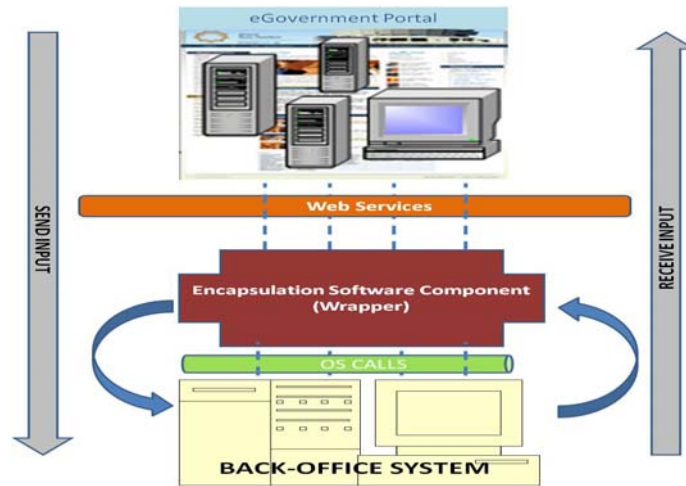 eGovernment Portal
SEND INPUT
RECEIVE INPUT
Web Services
Encapsulation Software Component
(Wrapper)
OS CALLS
BACK-OFFICE SYSTEM